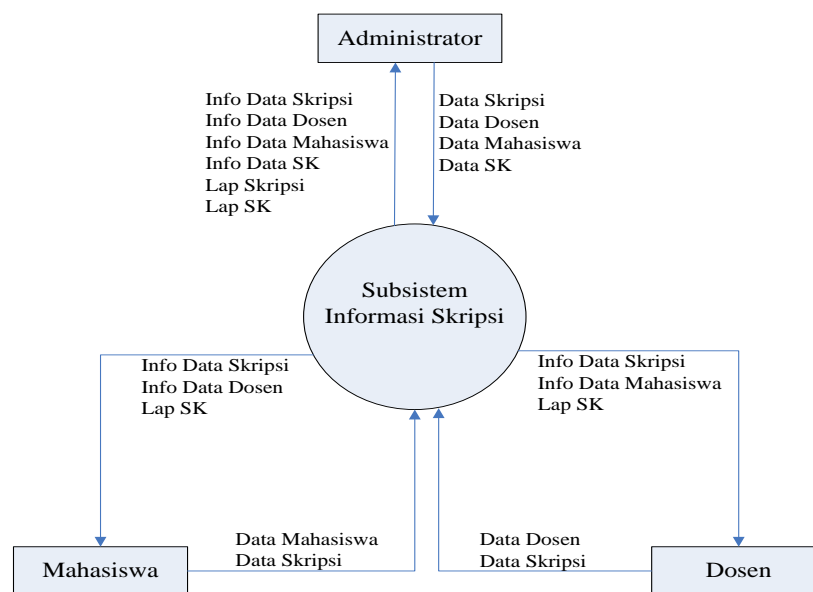 Administrator
Info Data Skripsi
Info Data Dosen
Info Data Mahasiswa
Info Data SK
Lap Skripsi
Lap SK
Data Skripsi
Data Dosen
Data Mahasiswa
Data SK
Subsistem
Informasi Skripsi
Info Data Skripsi
Info Data Dosen
Lap SK
Info Data Skripsi
Info Data Mahasiswa
Lap SK
Mahasiswa
Data Mahasiswa
Data Skripsi
Data Dosen
Data Skripsi
Dosen